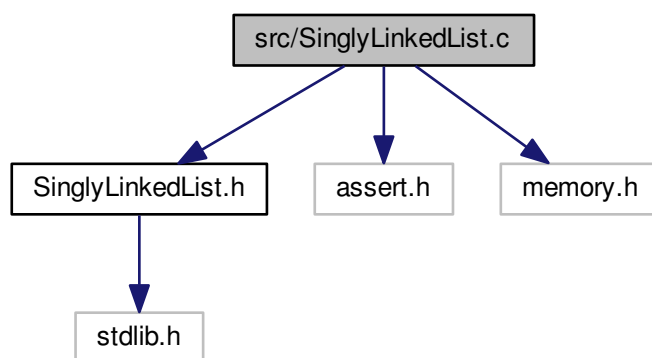 src/SinglyLinkedList.c
SinglyLinkedList.h
assert.h
memory.h
stdlib.h